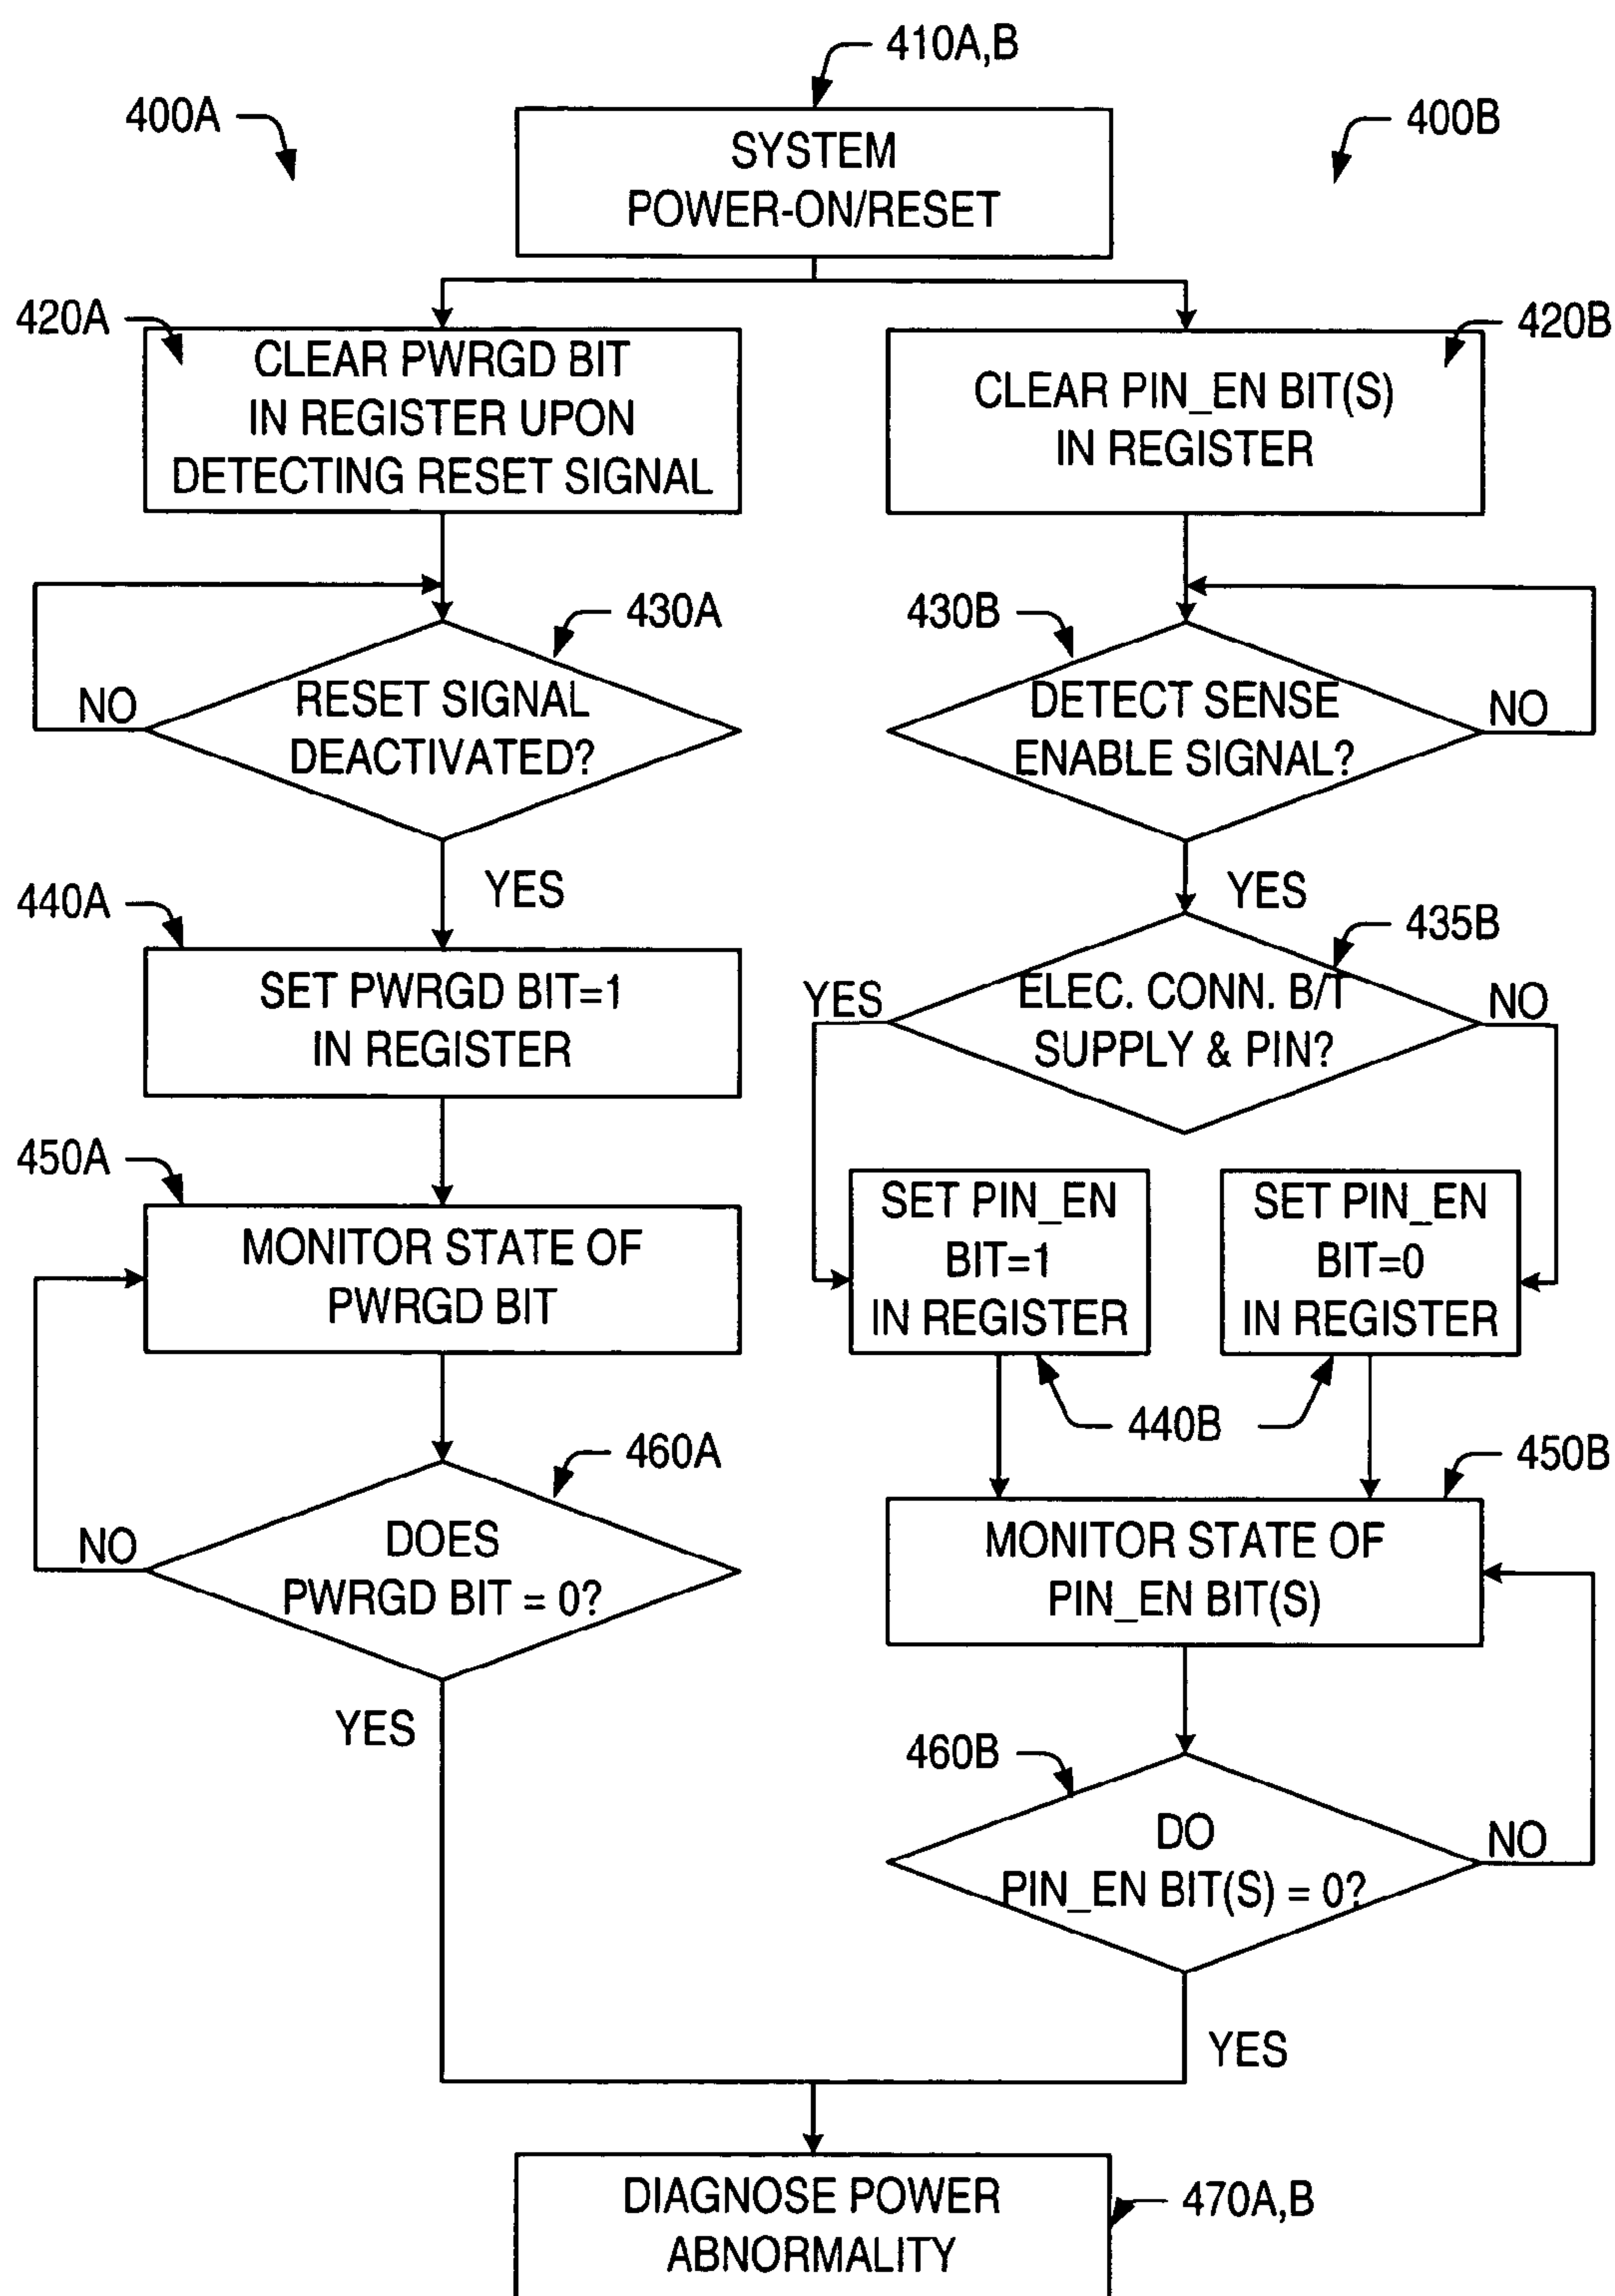 410A,B
400A
400B
SYSTEM
POWER-ON/RESET
420A
CLEAR PWRGD BIT
IN REGISTER UPON
DETECTING RESET SIGNAL
420B
CLEAR PIN_EN BIT(S)
IN REGISTER
430A
RESET SIGNAL
DEACTIVATED?
NO
YES
430B
DETECT SENSE
ENABLE SIGNAL?
NO
YES
440A
SET PWRGD BIT=1
IN REGISTER
435B
ELEC. CONN. B/T
SUPPLY & PIN?
YES
NO
450A
MONITOR STATE OF
PWRGD BIT
SET PIN_EN
BIT=1
IN REGISTER
SET PIN_EN
BIT=0
IN REGISTER
440B
460A
DOES
PWRGD BIT = 0?
NO
YES
450B
MONITOR STATE OF
PIN_EN BIT(S)
460B
DO
PIN_EN BIT(S) = 0?
NO
YES
DIAGNOSE POWER
ABNORMALITY
470A,B